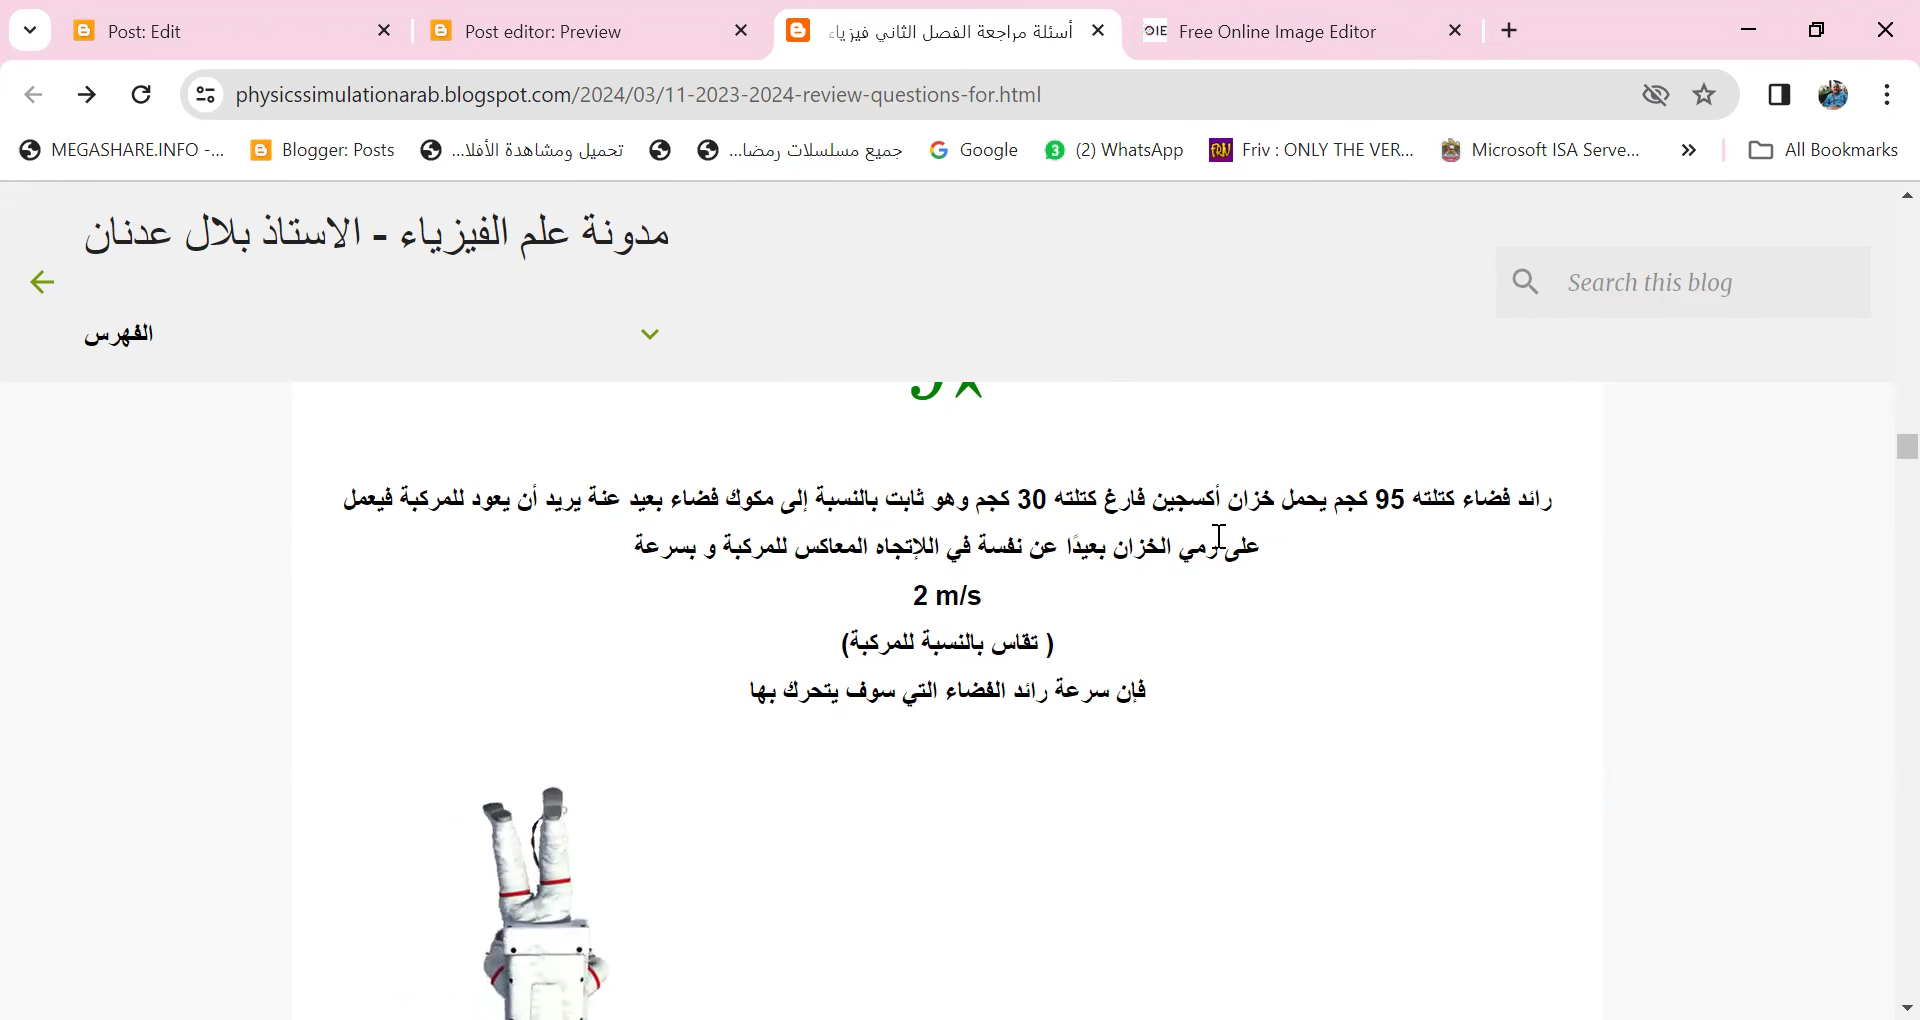 Post: Edit
Post editor: Preview
أسئلة مراجعة الفصل الثاني فيزياء
OIE Free Online Image Editor
physicssimulationarab.blogspot.com/2024/03/11-2023-2024-review-questions-for.html
MEGASHARE.INFO -...
Blogger: Posts
تحميل ومشاهدة الأفلا...
جميع مسلسلات رمضا...
Google
3 (2) WhatsApp
FRIV Friv : ONLY THE VER...
Microsoft ISA Serve...
»
All Bookmarks
مدونة علم الفيزياء - الاستاذ بلال عدنان
Search this blog
الفهرس
رائد فضاء كتلته 95 كجم يحمل خزان أكسجين فارغ كتلته 30 كجم وهو ثابت بالنسبة إلى مكوك فضاء بعيد عنة يريد أن يعود للمركبة فيعمل
على رمي الخزان بعيدًا عن نفسة في اللإتجاه المعاكس للمركبة و بسرعة
2 m/s
( تقاس بالنسبة للمركبة)
فإن سرعة رائد الفضاء التي سوف يتحرك بها